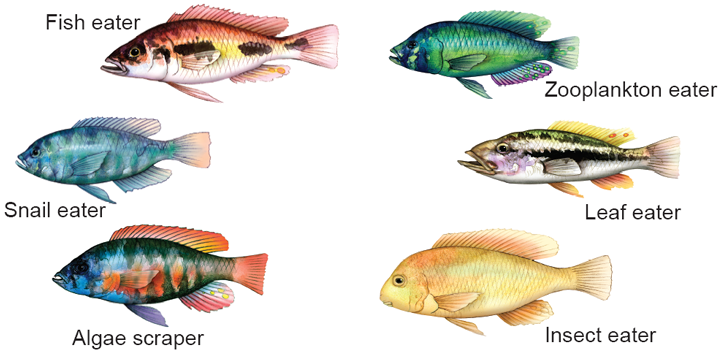 Fish eater
Zooplankton eater
Snail eater
Leaf eater
Algae scraper
Insect eater